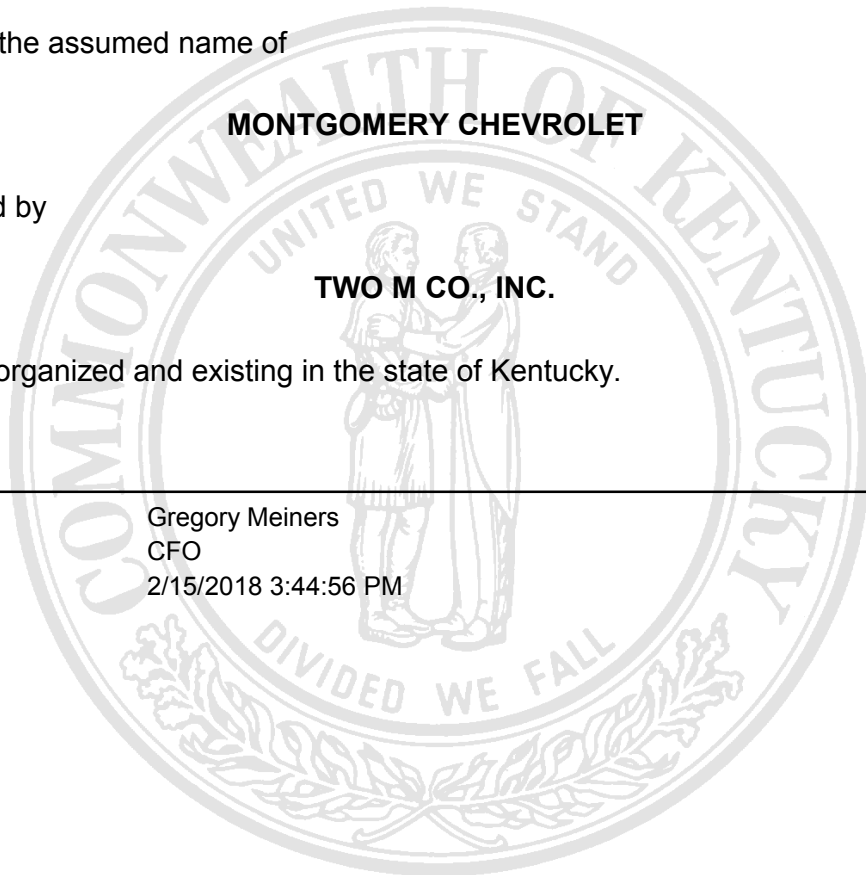 the assumed name of
MONTGOMERY CHEVROLET
d by
TWO M CO., INC.
organized and existing in the state of Kentucky.
Gregory Meiners
CFO
2/15/2018 3:44:56 PM
COMMONWEALTH OF KENTUCKY
UNITED WE STAND
DIVIDED WE FALL